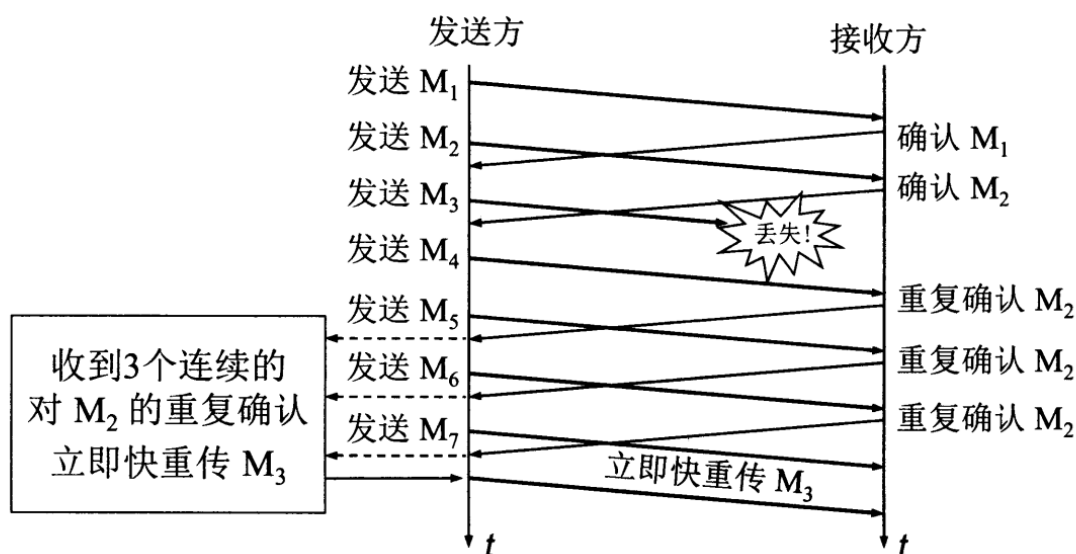 发送方
接收方
发送 M₁
发送 M₂
确认 M₁
发送 M₃
确认 M₂
丢失!
发送 M₄
发送 M₅
重复确认 M₂
收到3个连续的
对 M₂ 的重复确认
立即快重传 M₃
发送 M₆
重复确认 M₂
发送 M₇
重复确认 M₂
立即快重传 M₃
t
t